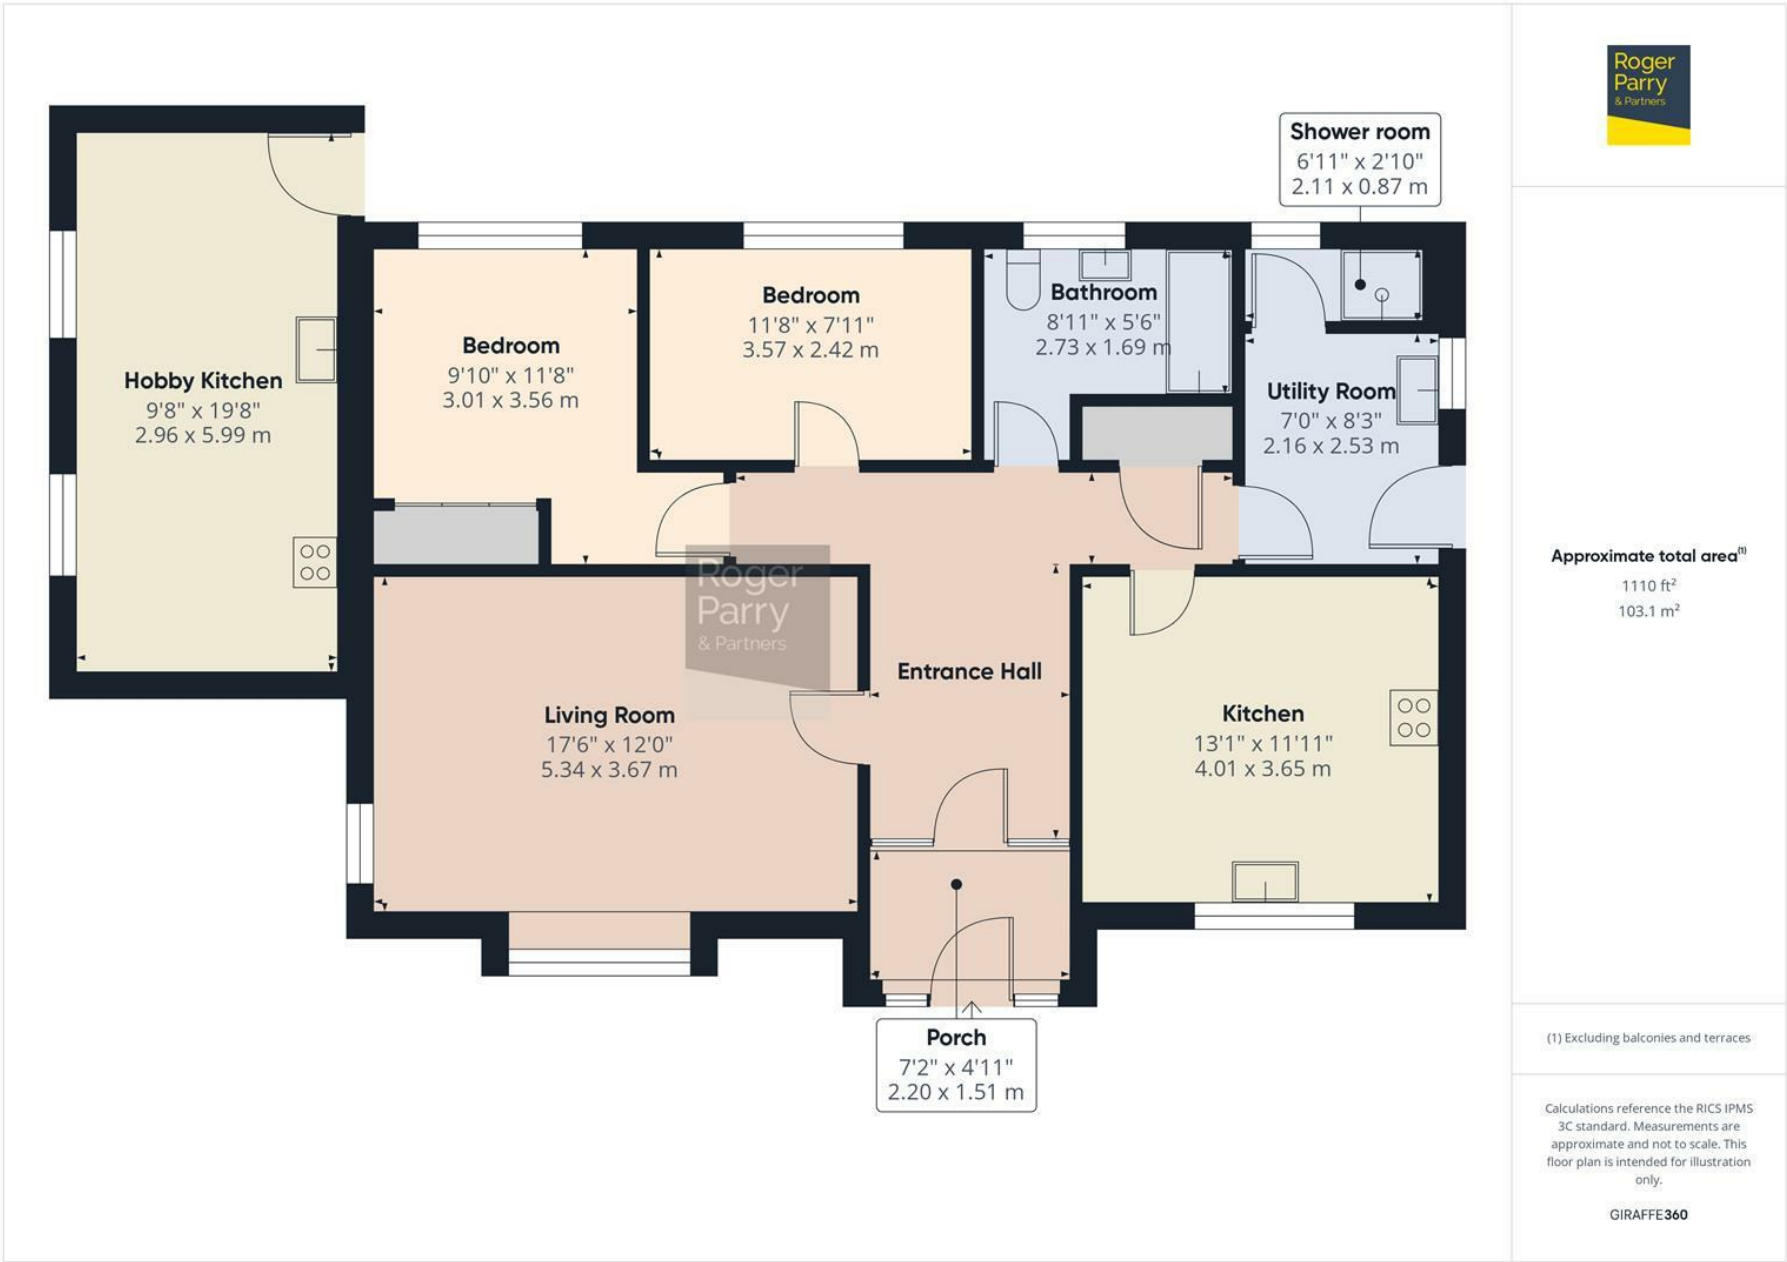 Roger
Parry
& Partners
Shower room
6'11" x 2'10"
2.11 x 0.87 m
Bedroom
11'8" x 7'11"
3.57 x 2.42 m
Bathroom
8'11" x 5'6"
2.73 x 1.69 m
Bedroom
9'10" x 11'8"
3.01 x 3.56 m
Hobby Kitchen
9'8" x 19'8"
2.96 x 5.99 m
Utility Room
7'0" x 8'3"
2.16 x 2.53 m
Approximate total area(1)
1110 ft²
103.1 m²
Roger
Parry
& Partners
Entrance Hall
Living Room
17'6" x 12'0"
5.34 x 3.67 m
Kitchen
13'1" x 11'11"
4.01 x 3.65 m
Porch
7'2" x 4'11"
2.20 x 1.51 m
(1) Excluding balconies and terraces
Calculations reference the RICS IPMS
3C standard. Measurements are
approximate and not to scale. This
floor plan is intended for illustration
only.
GIRAFFE360